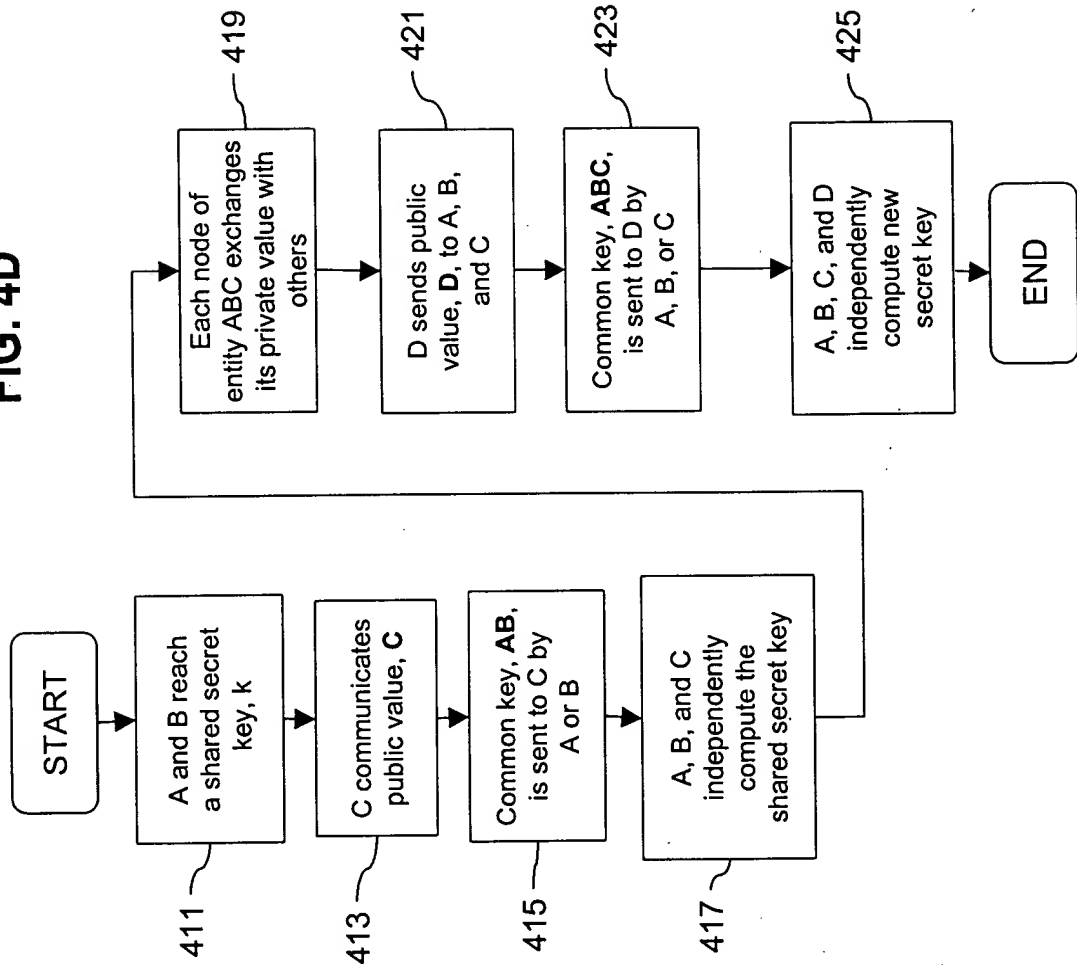 FIG. 4D
START
A and B reach
a shared secret
key, k
411
C communicates
public value, C
413
Common key, AB,
is sent to C by
A or B
415
A, B, and C
independently
compute the
shared secret key
417
Each node of
entity ABC exchanges
its private value with
others
419
D sends public
value, D, to A, B,
and C
421
Common key, ABC,
is sent to D by
A, B, or C
423
A, B, C, and D
independently
compute new
secret key
425
END